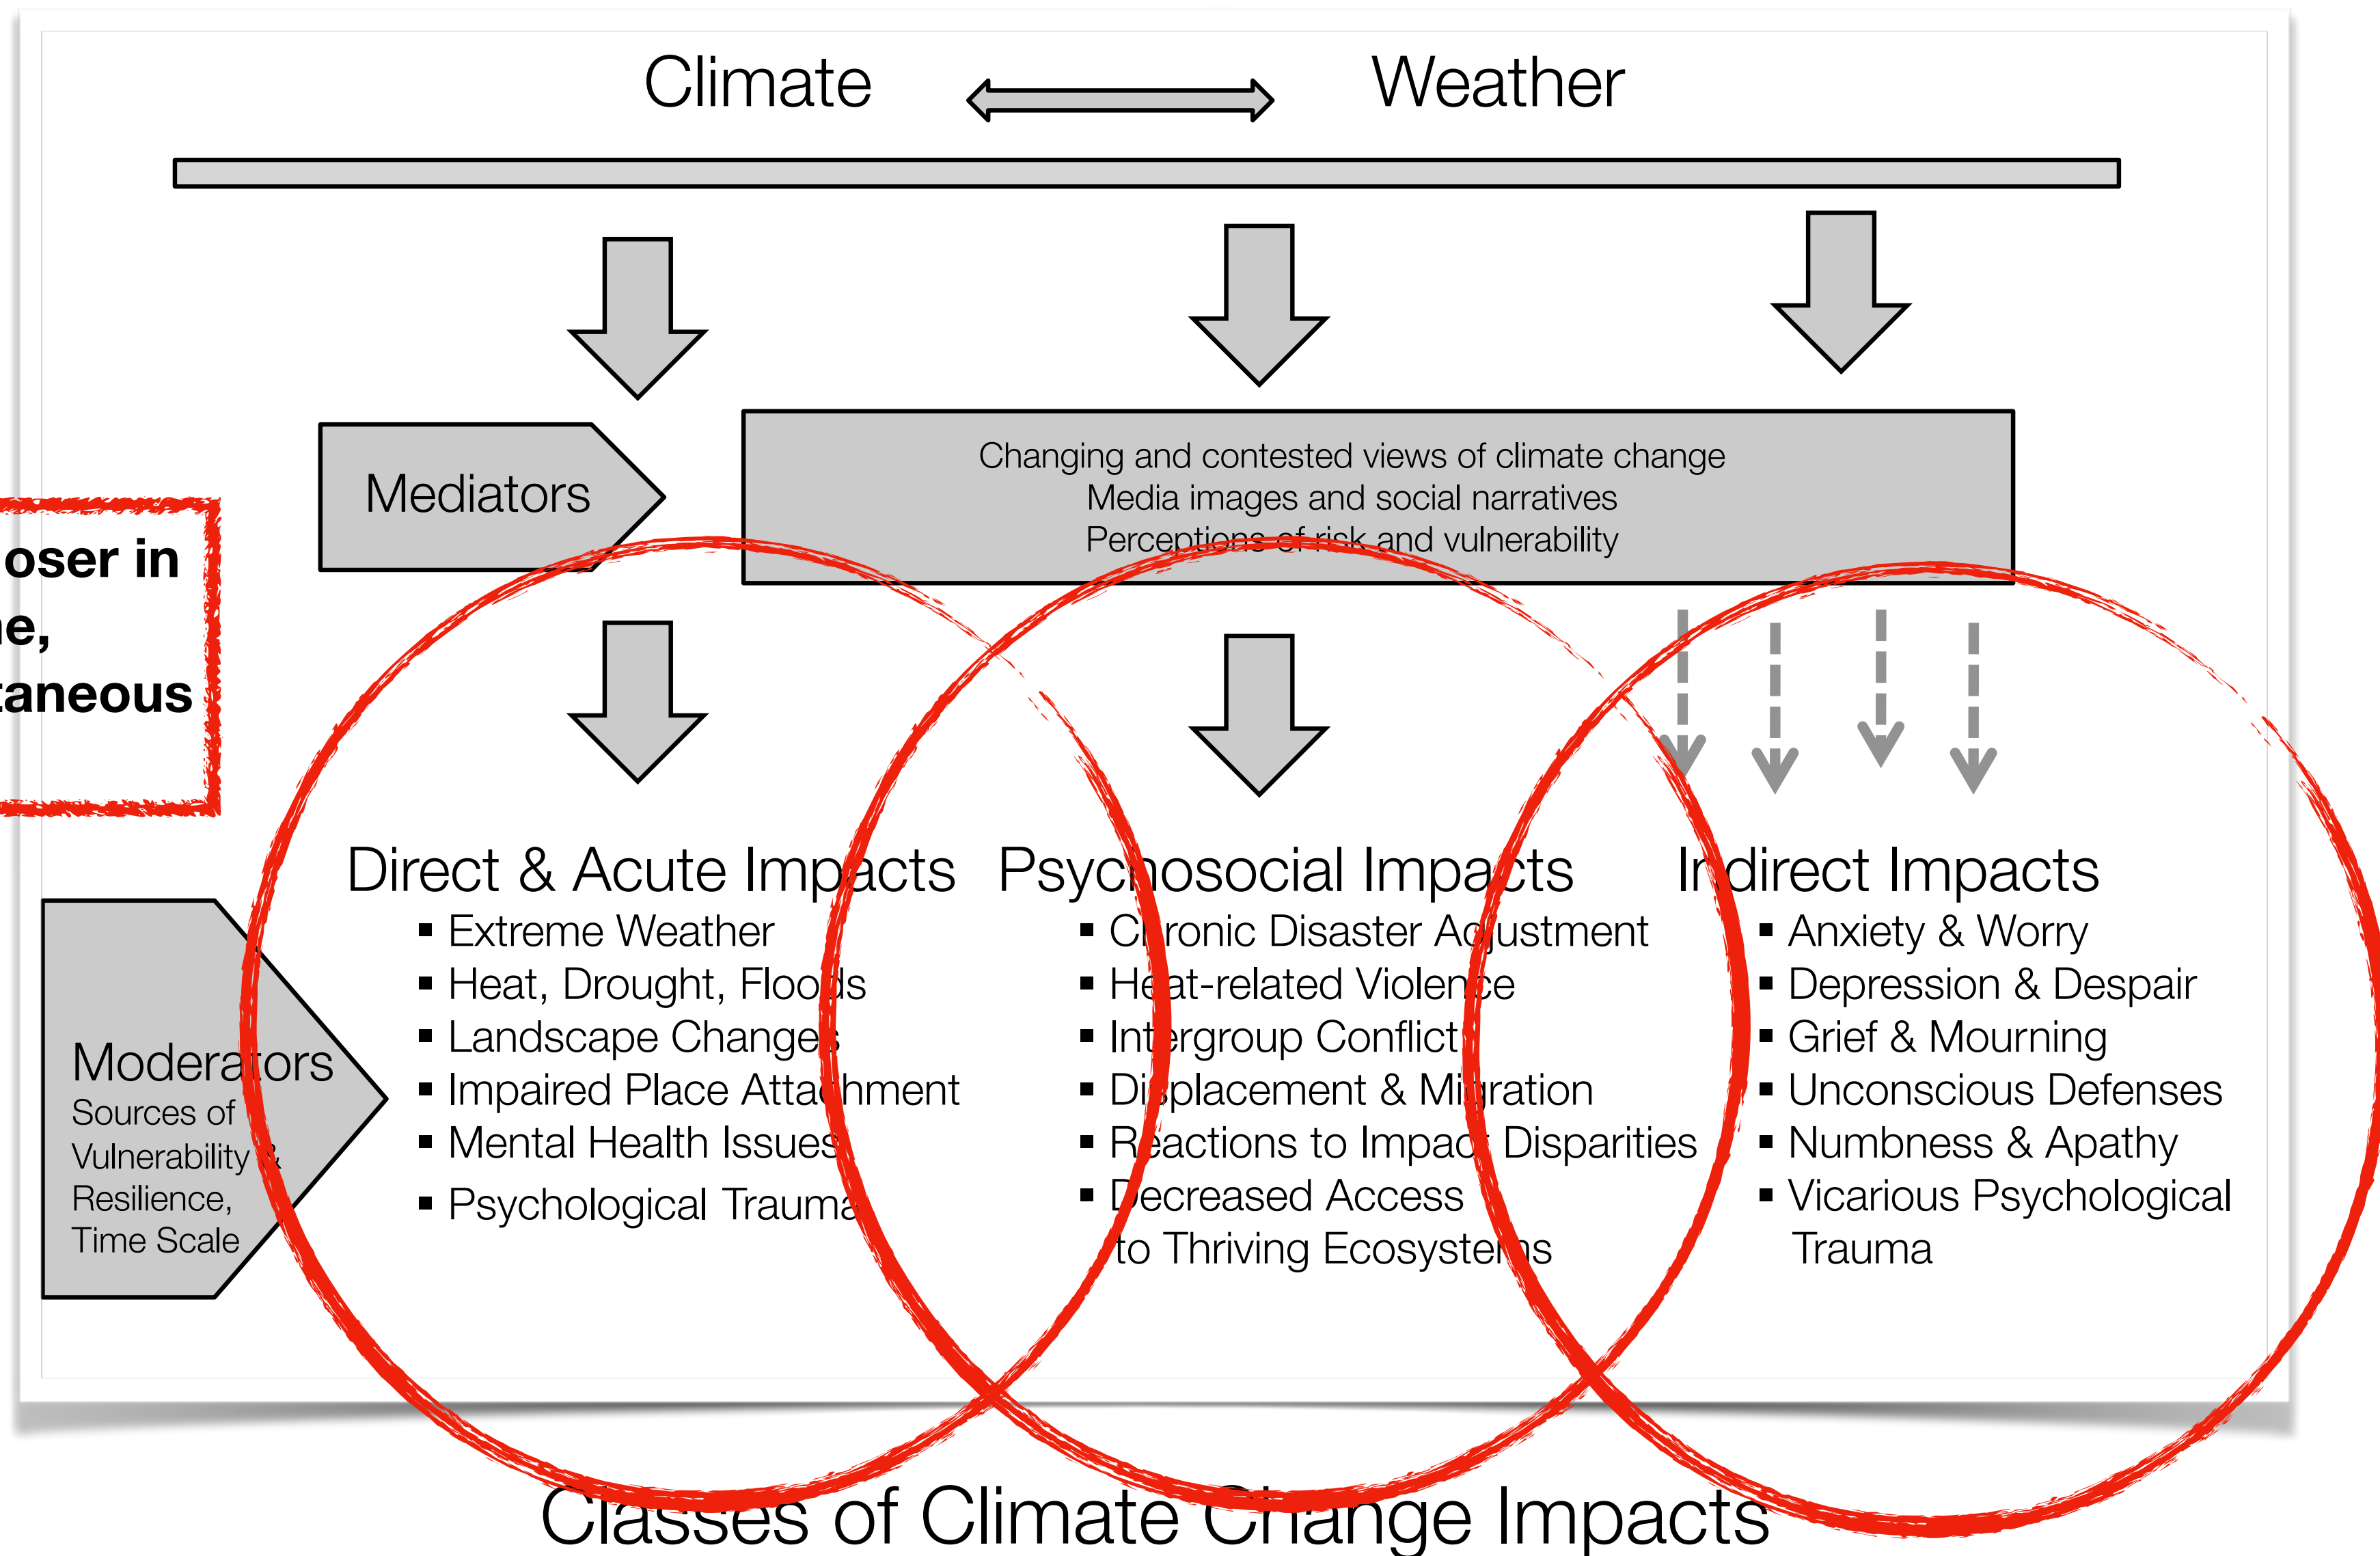 Climate Weather
Mediators
Changing and contested views of climate change
Media images and social narratives
Perceptions of risk and vulnerability
oser in
e,
taneous
Direct & Acute Impacts
▪ Extreme Weather
▪ Heat, Drought, Floods
▪ Landscape Changes
▪ Impaired Place Attachment
▪ Mental Health Issues
▪ Psychological Trauma
Psychosocial Impacts
▪ Chronic Disaster Adjustment
▪ Heat-related Violence
▪ Intergroup Conflict
▪ Displacement & Migration
▪ Reactions to Impact Disparities
▪ Decreased Access
to Thriving Ecosystems
Indirect Impacts
▪ Anxiety & Worry
▪ Depression & Despair
▪ Grief & Mourning
▪ Unconscious Defenses
▪ Numbness & Apathy
▪ Vicarious Psychological
Trauma
Moderators
Sources of
Vulnerability &
Resilience,
Time Scale
Classes of Climate Change Impacts